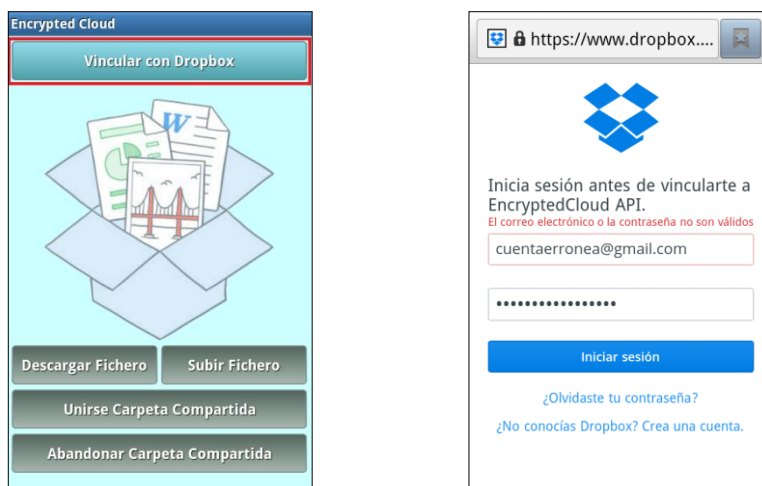 Encrypted Cloud
Vincular con Dropbox
W
Descargar Fichero
Subir Fichero
Unirse Carpeta Compartida
Abandonar Carpeta Compartida
https://www.dropbox....
Inicia sesión antes de vincularte a
EncryptedCloud API.
El correo electrónico o la contraseña no son válidos
cuentaerronea@gmail.com
•••••••••••••••••
Iniciar sesión
¿Olvidaste tu contraseña?
¿No conocías Dropbox? Crea una cuenta.